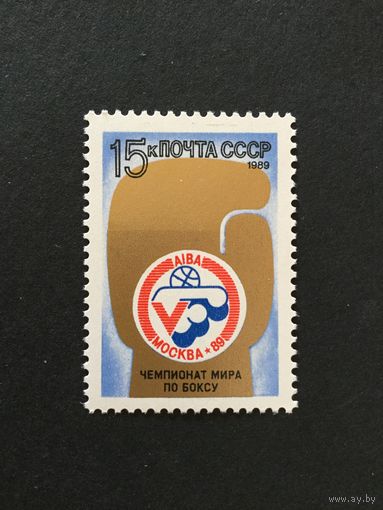 15к ПОЧТА СССР
1989
AIBA
V
МОСКВА★89
ЧЕМПИОНАТ МИРА
ПО БОКСУ
www.ay.by